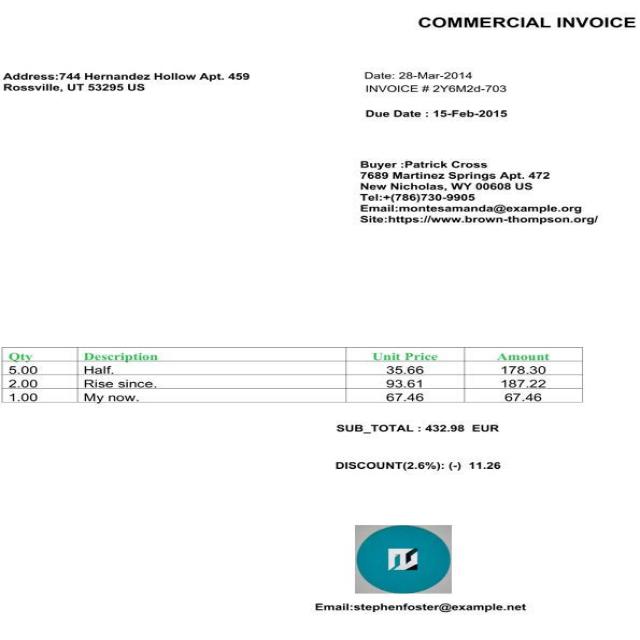 COMMERCIAL INVOICE
Address:744 Hernandez Hollow Apt. 459
Rossville, UT 53295 US
Date: 28-Mar-2014
INVOICE # 2Y6M2d-703
Due Date : 15-Feb-2015
Buyer :Patrick Cross
7689 Martinez Springs Apt. 472
New Nicholas, WY 00608 US
Tel:+(786)730-9905
Email:montesamanda@example.org
Site:https://www.brown-thompson.org/
Qty Description Unit Price Amount
5.00 Half. 35.66 178.30
2.00 Rise since. 93.61 187.22
1.00 My now. 67.46 67.46
SUB_TOTAL : 432.98 EUR
DISCOUNT(2.6%): (-) 11.26
Email:stephenfoster@example.net